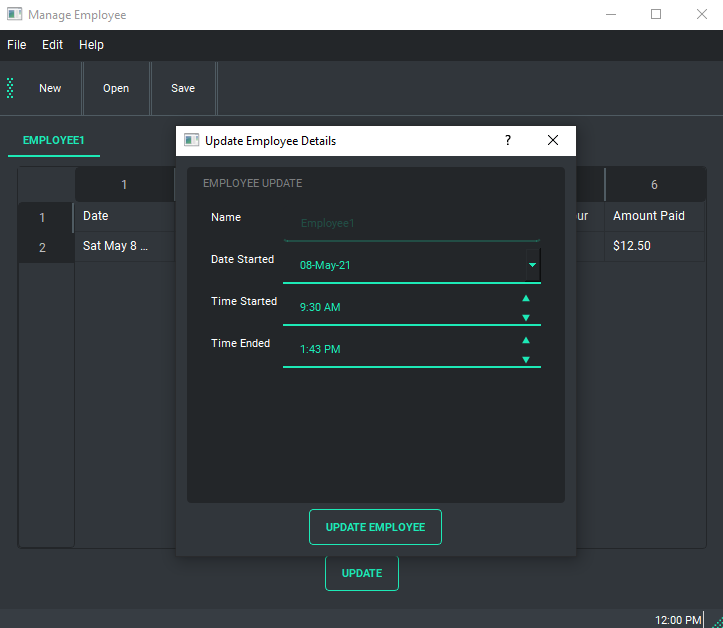 Manage Employee
File Edit Help
New Open Save
EMPLOYEE1
Update Employee Details ?
1 6
EMPLOYEE UPDATE
1 Date Amount Paid
2 Sat May 8 ... $12.50
Name Employee1
Date Started 08-May-21
Time Started 9:30 AM
Time Ended 1:43 PM
UPDATE EMPLOYEE
UPDATE
12:00 PM